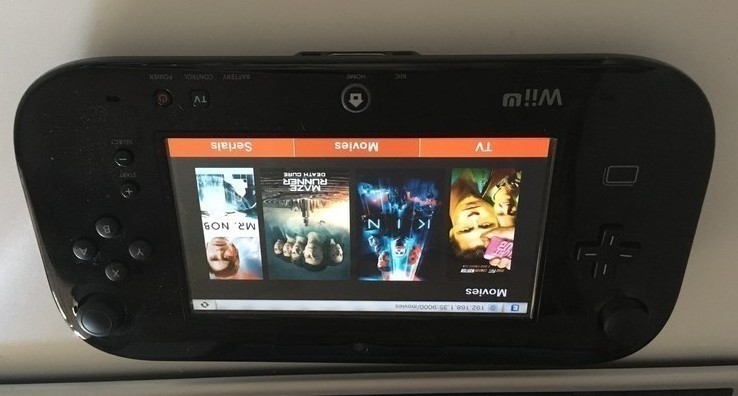 192.168.1.35:9000/movies
Movies
KIN
MAZE
RUNNER
DEATH CURE
MR. NOB
TV
Movies
Serials
Y
X
A
B
START
SELECT
Wii U
TV
MIC
HOME
BATTERY
CONTROL
POWER